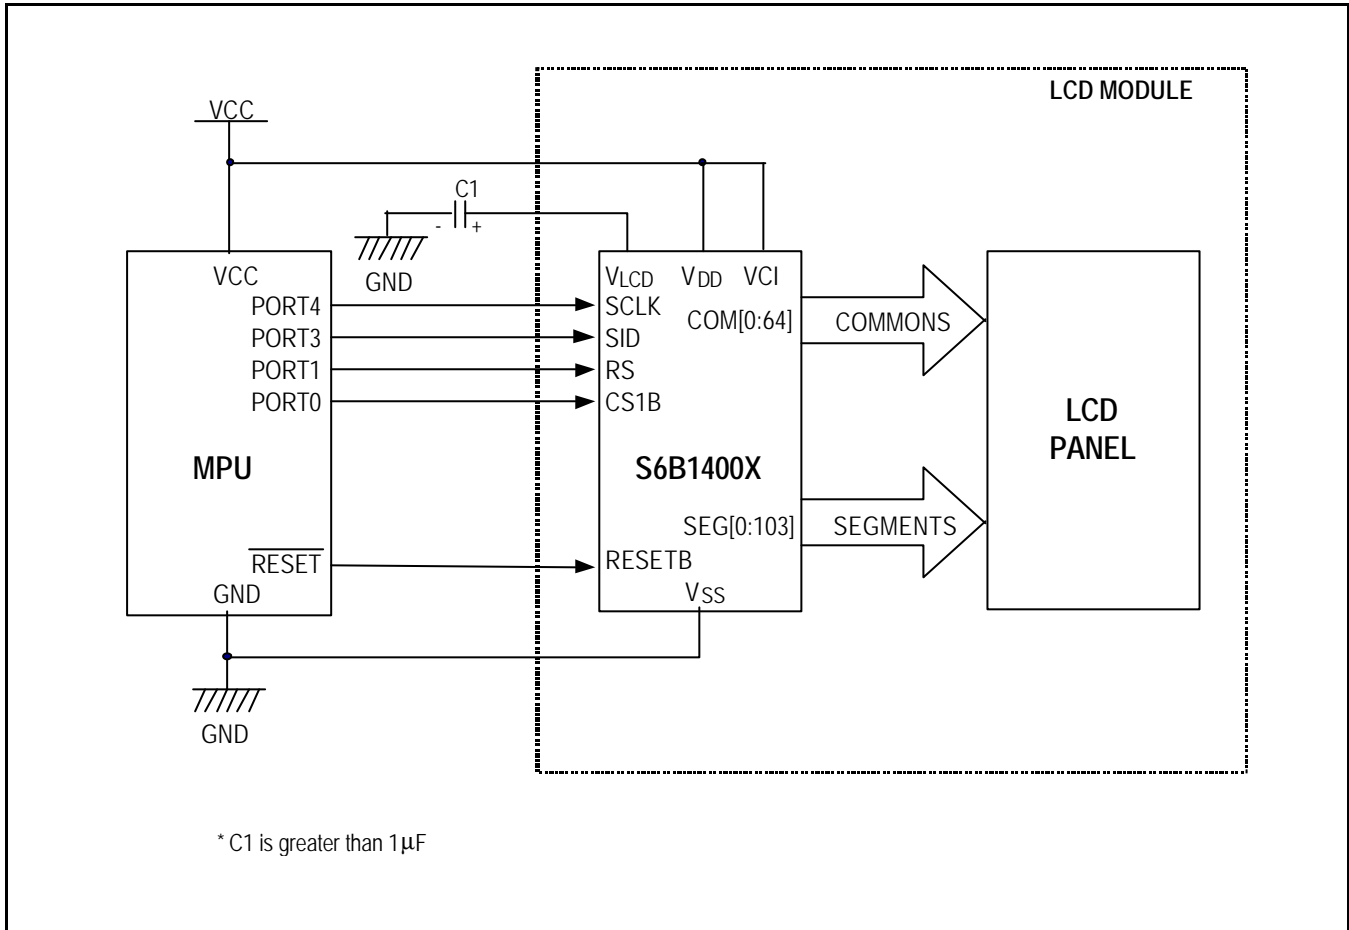 LCD MODULE
VCC
C1
- +
GND
VCC
PORT4
PORT3
PORT1
PORT0
MPU
RESET
GND
GND
VLCD VDD VCI
SCLK
SID
RS
CS1B
COM[0:64]
S6B1400X
SEG[0:103]
RESETB
VSS
COMMONS
SEGMENTS
LCD
PANEL
* C1 is greater than 1μF